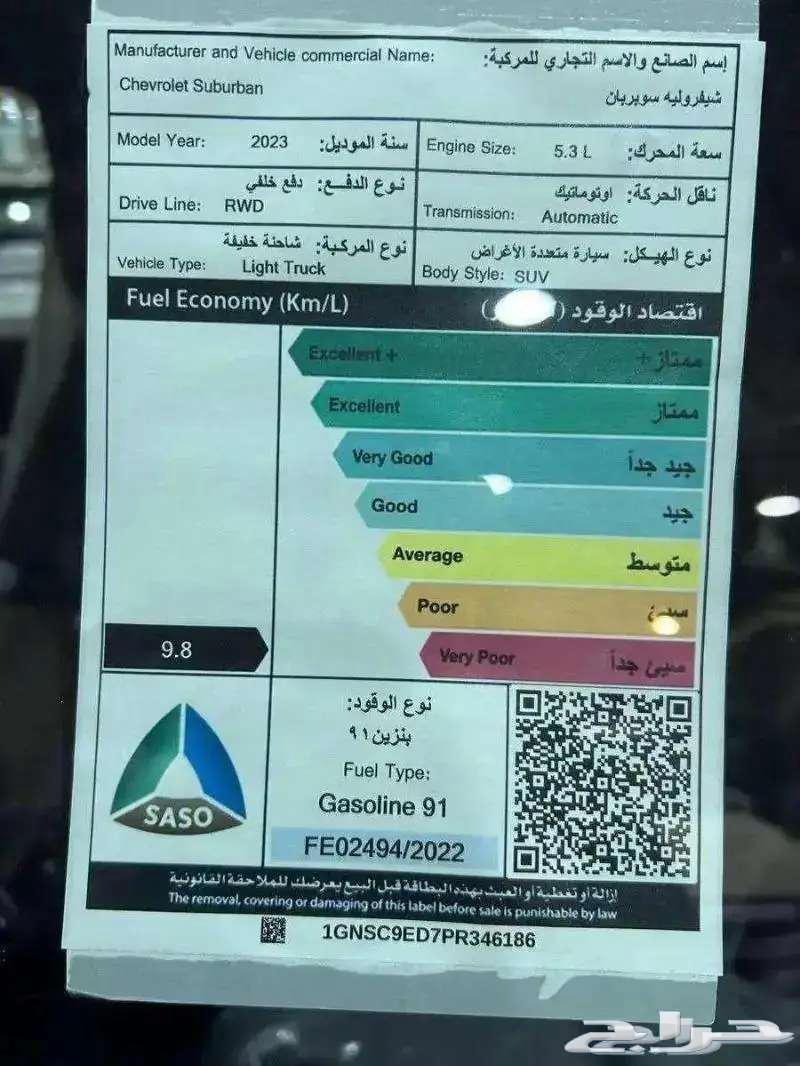 Manufacturer and Vehicle commercial Name: إسم الصانع والاسم التجاري للمركبة:
Chevrolet Suburban شيفروليه سوبربان
Model Year: 2023 سنة الموديل:
Engine Size: 5.3 L سعة المحرك:
نوع الدفع: دفع خلفي
Drive Line: RWD
ناقل الحركة: اوتوماتيك
Transmission: Automatic
نوع المركبة: شاحنة خفيفة
Vehicle Type: Light Truck
نوع الهيكل: سيارة متعددة الأغراض
Body Style: SUV
Fuel Economy (Km/L) اقتصاد الوقود
Excellent + ممتاز +
Excellent ممتاز
Very Good جيد جداً
Good جيد
Average متوسط
Poor سيئ
Very Poor سيئ جداً
9.8
SASO
نوع الوقود:
بنزين ٩١
Fuel Type:
Gasoline 91
FE02494/2022
إزالة أو تغطية أو العبث بهذه البطاقة قبل البيع يعرضك للملاحقة القانونية
The removal, covering or damaging of this label before sale is punishable by law
1GNSC9ED7PR346186
حراج